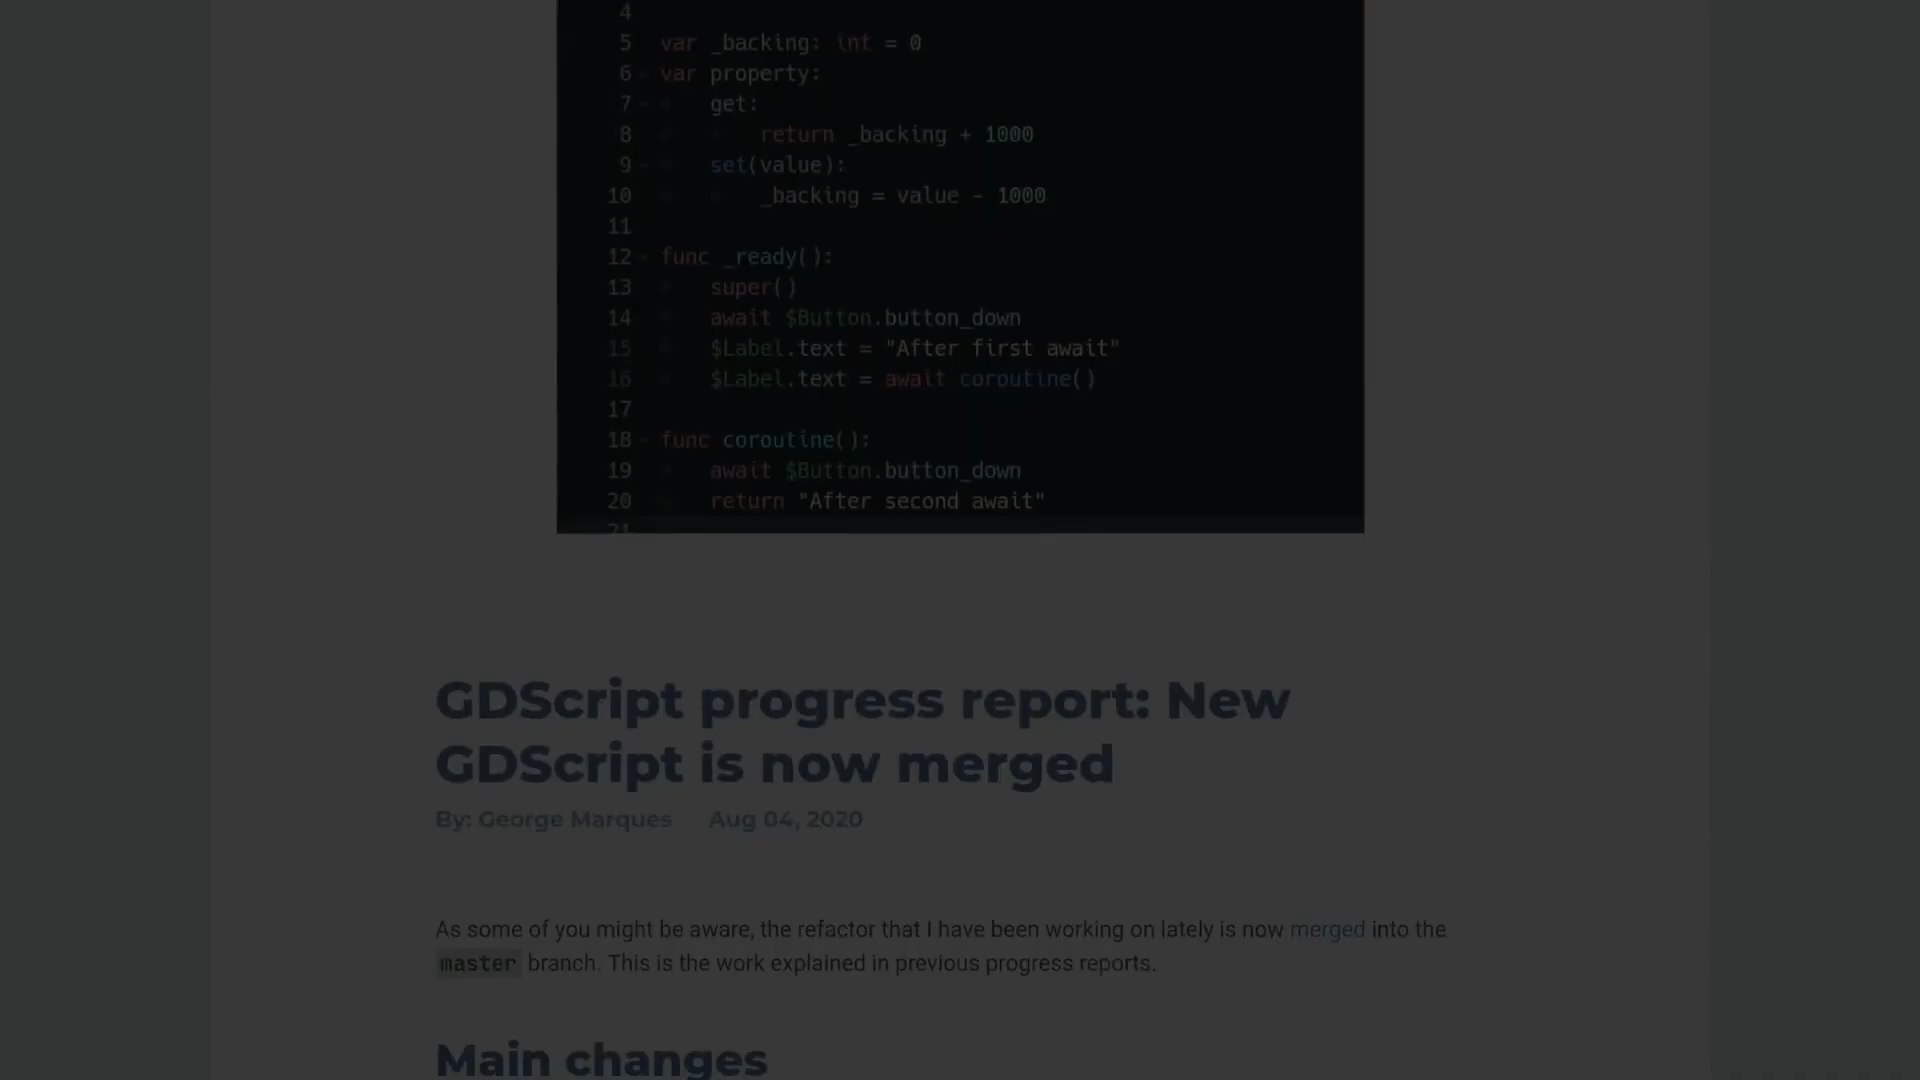 4
5 var _backing: int = 0
6 var property:
7 get:
8 return _backing + 1000
9 set(value):
10 _backing = value - 1000
11
12 func _ready():
13 super()
14 await $Button.button_down
15 $Label.text = "After first await"
16 $Label.text = await coroutine()
17
18 func coroutine():
19 await $Button.button_down
20 return "After second await"
21
GDScript progress report: New
GDScript is now merged
By: George Marques Aug 04, 2020
As some of you might be aware, the refactor that I have been working on lately is now merged into the
master branch. This is the work explained in previous progress reports.
Main changes